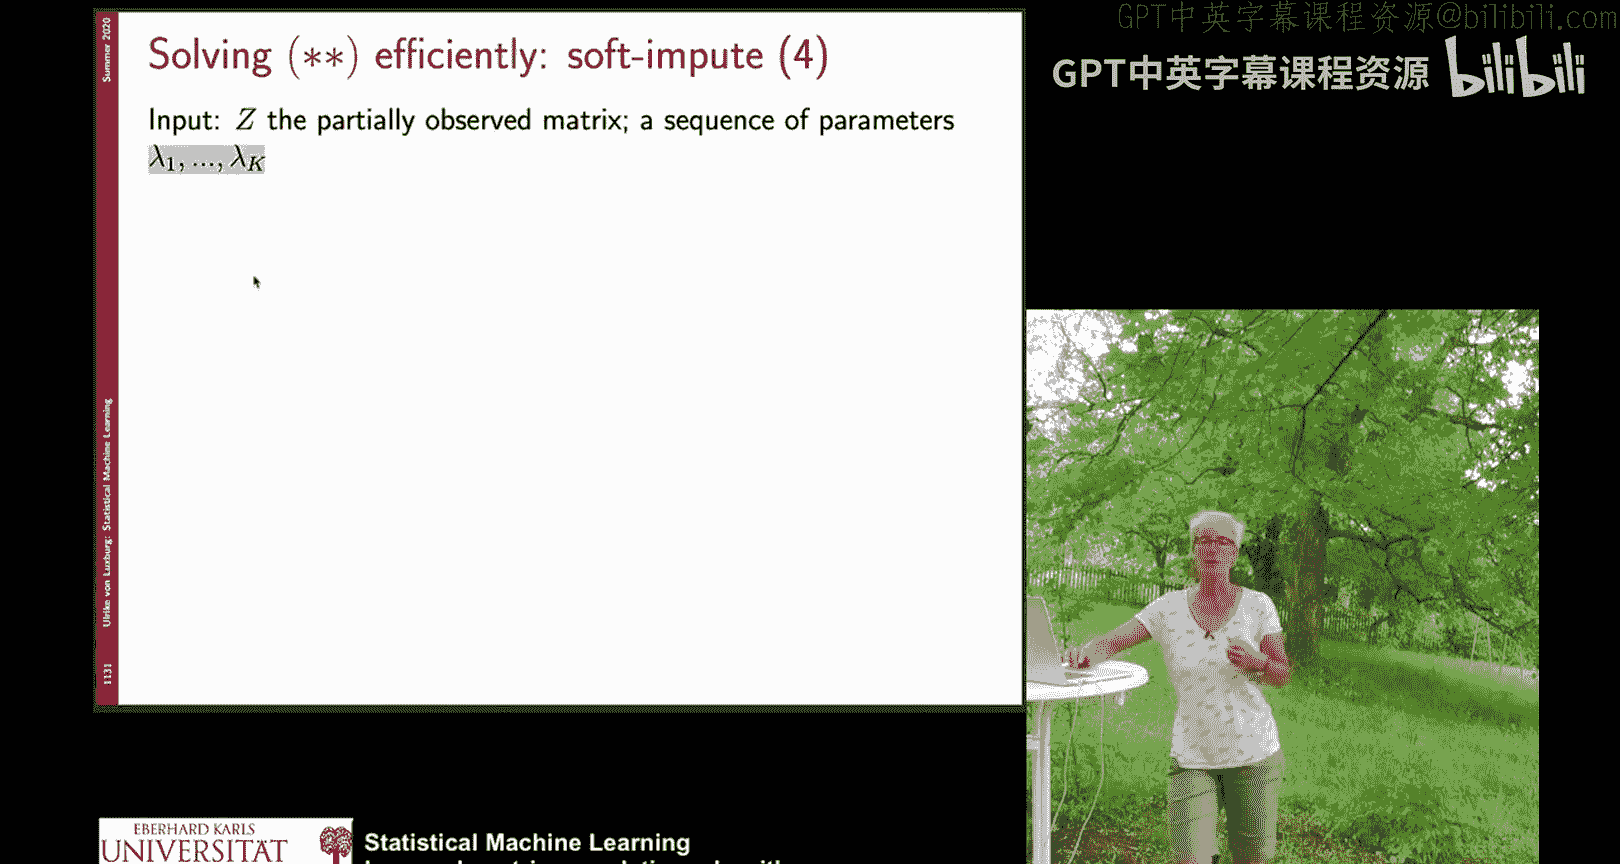 GPT中英字幕课程资源@bilibili.com
GPT中英字幕课程资源 bilibili
Summer 2020
Solving (∗∗) efficiently: soft-impute (4)
Input: Z the partially observed matrix; a sequence of parameters
λ₁, ..., λ_K
Ulrike von Luxburg: Statistical Machine Learning
1131
EBERHARD KARLS
UNIVERSITÄT
Statistical Machine Learning